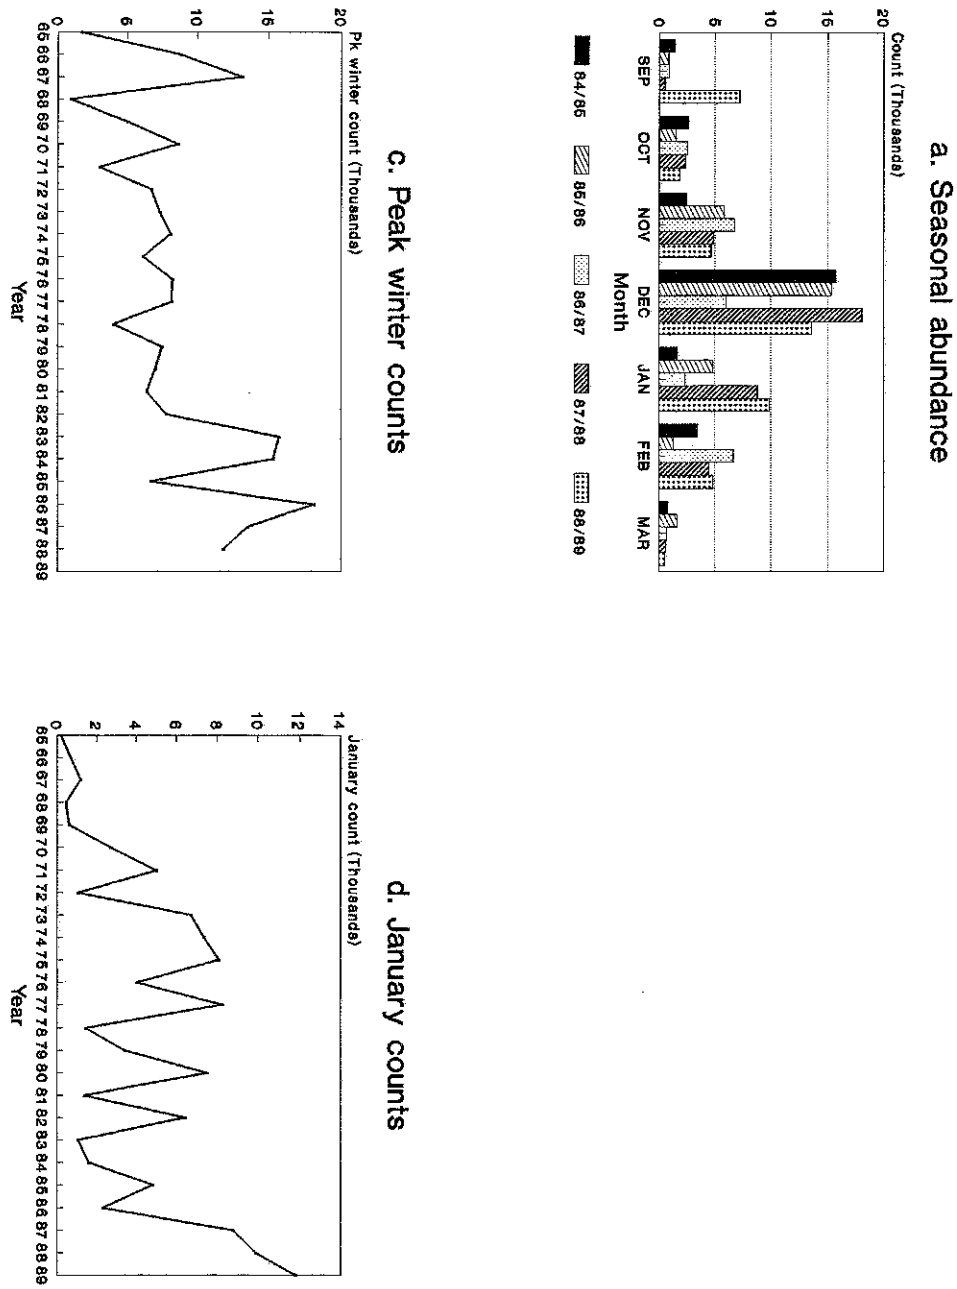 a. Seasonal abundance
Count (Thousands)
20
15
10
5
0
SEP OCT NOV DEC JAN FEB MAR
Month
84/85 85/86 86/87 87/88 88/89
c. Peak winter counts
Pk winter count (Thousands)
20
15
10
5
0
65 66 67 68 69 70 71 72 73 74 75 76 77 78 79 80 81 82 83 84 85 86 87 88 89
Year
d. January counts
January count (Thousands)
14
12
10
8
6
4
2
0
65 66 67 68 69 70 71 72 73 74 75 76 77 78 79 80 81 82 83 84 85 86 87 88 89
Year